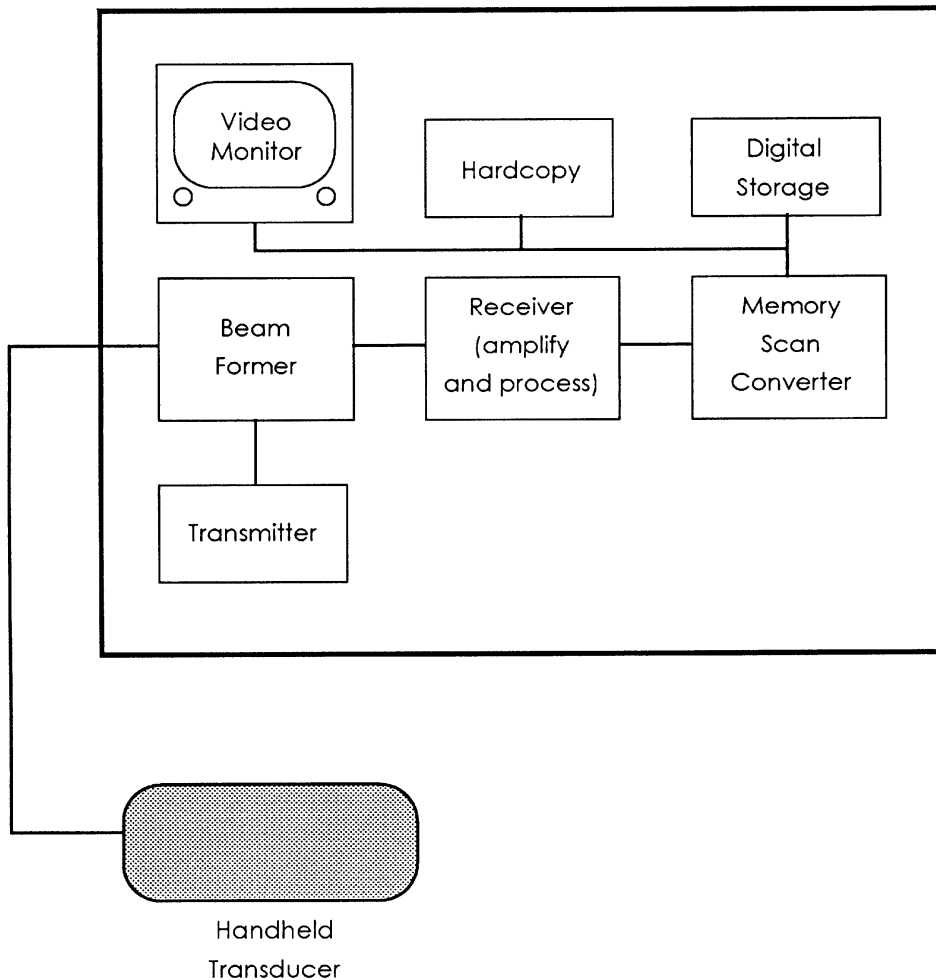 Video
Monitor
Hardcopy
Digital
Storage
Beam
Former
Receiver
(amplify
and process)
Memory
Scan
Converter
Transmitter
Handheld
Transducer